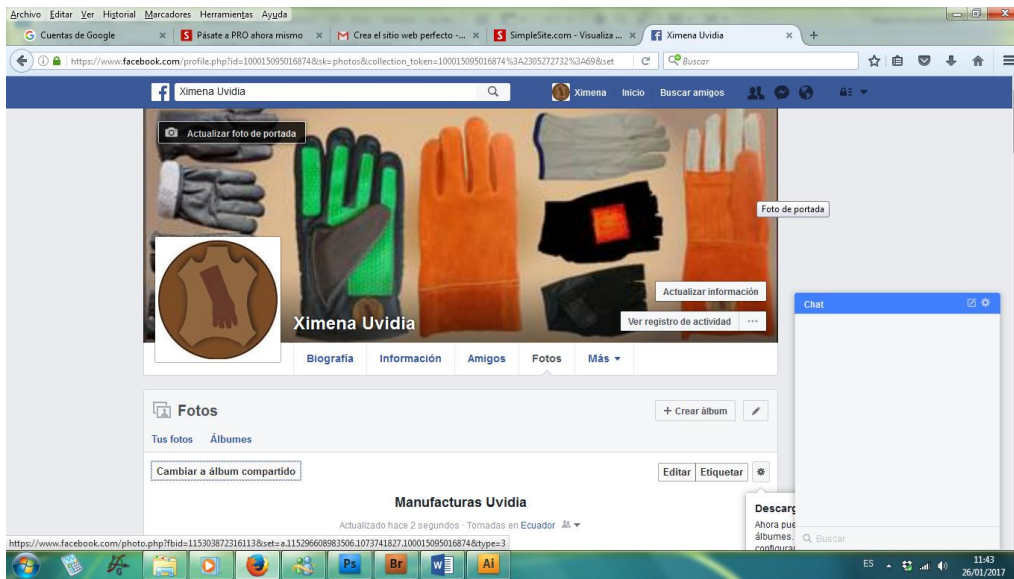 Archivo Editar Ver Historial Marcadores Herramientas Ayuda
Cuentas de Google × Pásate a PRO ahora mismo × Crea el sitio web perfecto -... × SimpleSite.com - Visualiza ... × Ximena Uvidia × +
https://www.facebook.com/profile.php?id=100015095016874&sk=photos&collection_token=100015095016874%3A2305272732%3A69&set
Buscar
Ximena Uvidia
Ximena Inicio Buscar amigos
Actualizar foto de portada
Foto de portada
Actualizar información
Ximena Uvidia
Ver registro de actividad ...
Biografía Información Amigos Fotos Más
Chat
Fotos
+ Crear álbum
Tus fotos Álbumes
Cambiar a álbum compartido
Editar Etiquetar
Manufacturas Uvidia
Actualizado hace 2 segundos · Tomadas en Ecuador
Descarg
Ahora pue
álbumes.
configura
Buscar
https://www.facebook.com/photo.php?fbid=115303872316113&set=a.115296608983506.1073741827.100015095016874&type=3
Ps Br W Ai
ES
11:43
26/01/2017